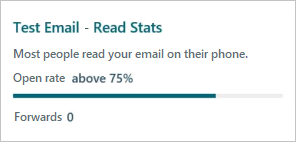 Test Email - Read Stats
Most people read your email on their phone.
Open rate above 75%
Forwards 0